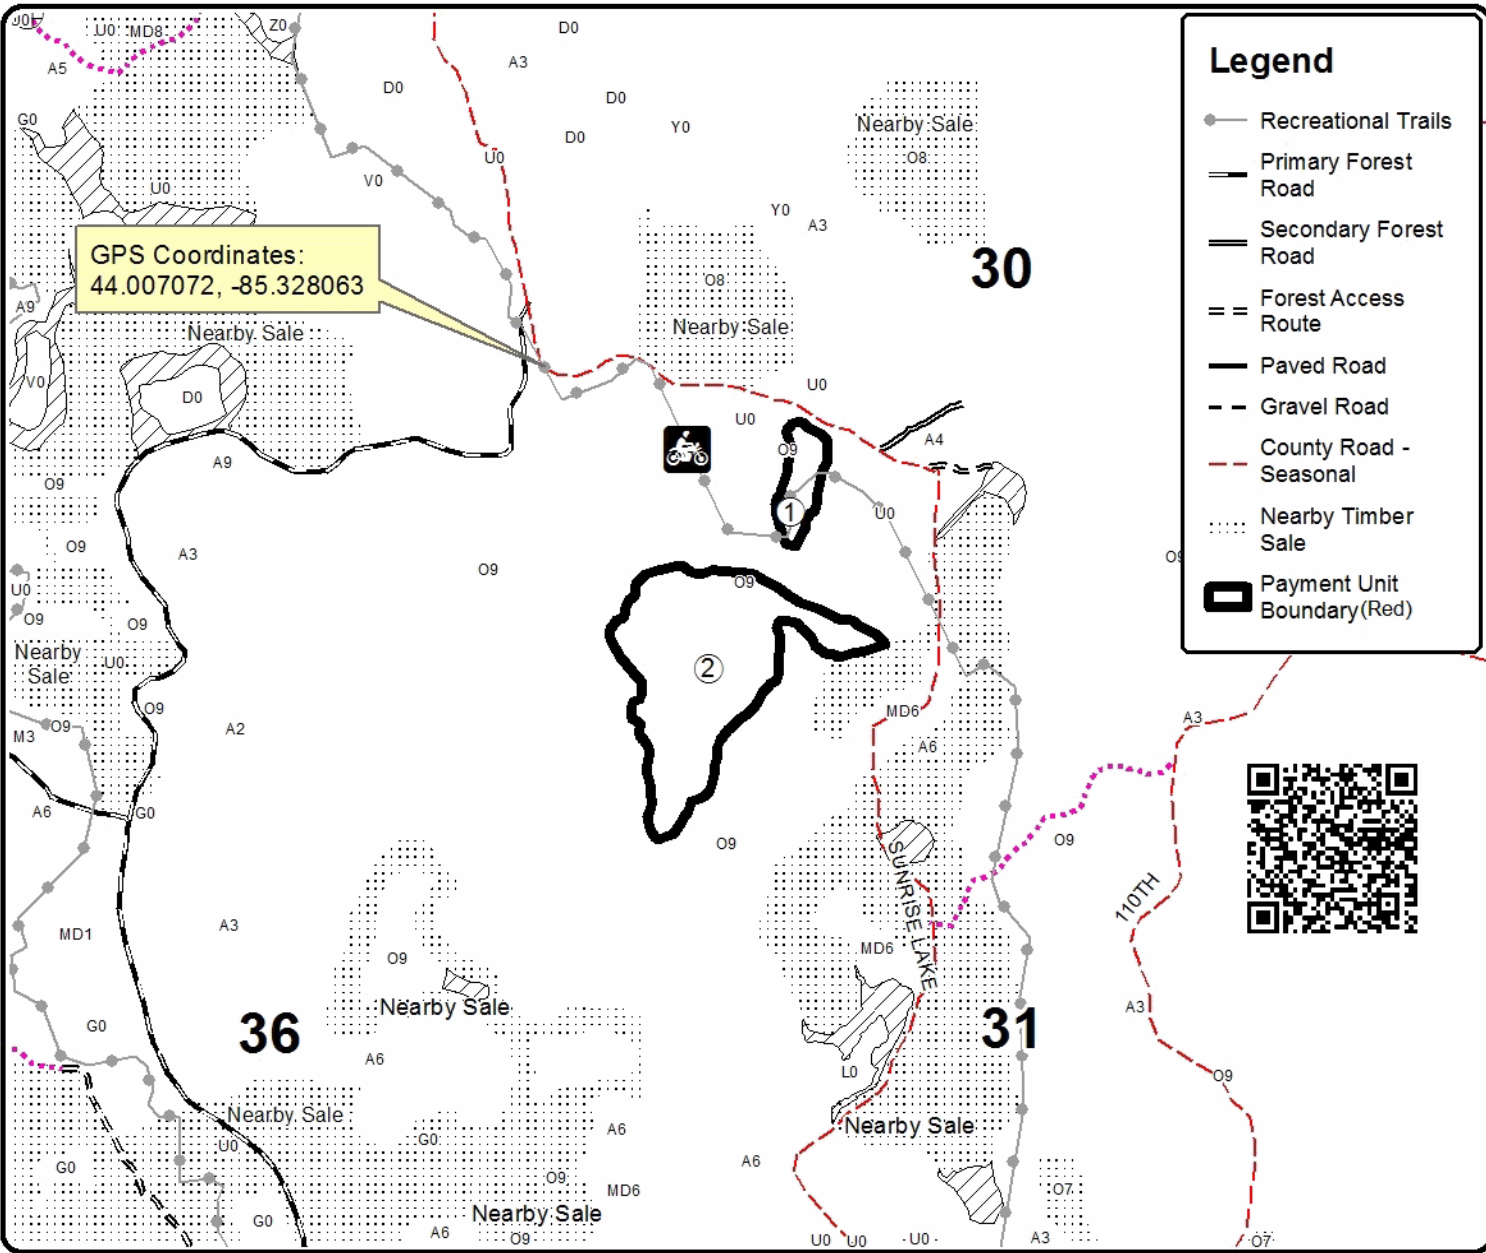 U0
U0
MD8
Z0
D0
A5
A3
D0
D0
G0
D0
Y0
Nearby Sale
O8
U0
V0
U0
Y0
A3
GPS Coordinates:
44.007072, -85.328063
30
A9
O8
Nearby Sale
Nearby Sale
V0
D0
U0
U0
A4
O9
A9
O9
1
U0
O9
A3
O9
O9
O9
U0
O9
O9
Nearby
Sale
U0
2
O9
MD6
A3
M3
O9
A2
A6
A6
G0
O9
O9
SUNRISE LAKE
110TH
MD1
A3
O9
MD6
Nearby Sale
A3
G0
36
31
A6
L0
O9
Nearby Sale
Nearby Sale
U0
G0
A6
G0
A6
O9
MD6
O7
G0
Nearby Sale
A6
O9
U0
U0
U0
A3
O7
Legend
Recreational Trails
Primary Forest
Road
Secondary Forest
Road
Forest Access
Route
Paved Road
Gravel Road
County Road -
Seasonal
Nearby Timber
Sale
Payment Unit
Boundary(Red)